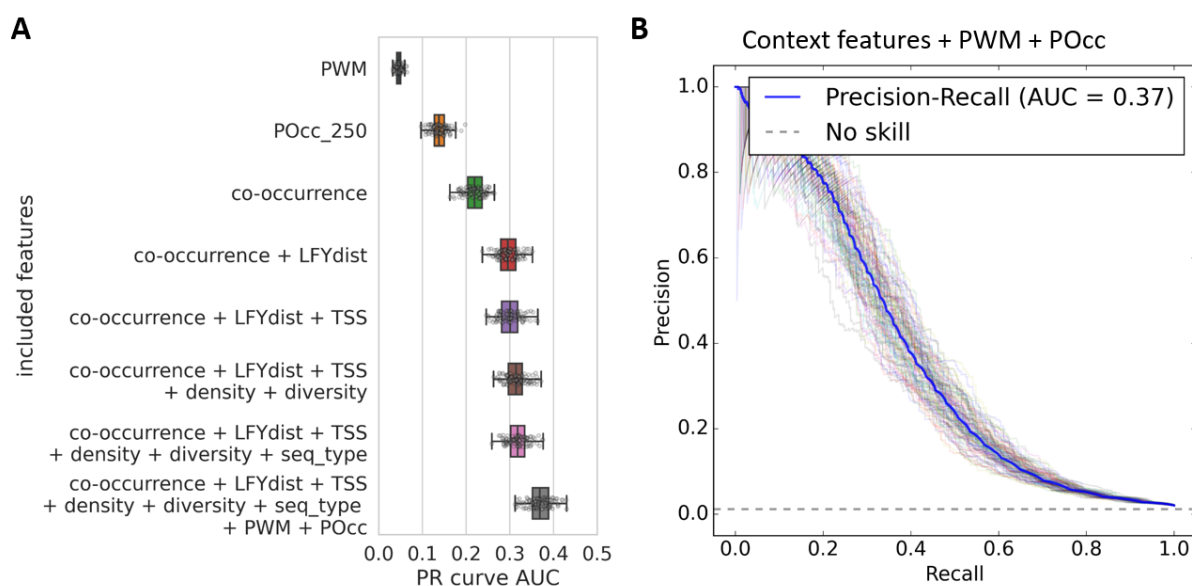 A
included features
PWM
POcc_250
co-occurrence
co-occurrence + LFYdist
co-occurrence + LFYdist + TSS
co-occurrence + LFYdist + TSS
+ density + diversity
co-occurrence + LFYdist + TSS
+ density + diversity + seq_type
co-occurrence + LFYdist + TSS
+ density + diversity + seq_type
+ PWM + POcc
0.0 0.1 0.2 0.3 0.4 0.5
PR curve AUC
B
Context features + PWM + POcc
Precision-Recall (AUC = 0.37)
No skill
Precision
1.0
0.8
0.6
0.4
0.2
0.0
0.0 0.2 0.4 0.6 0.8 1.0
Recall